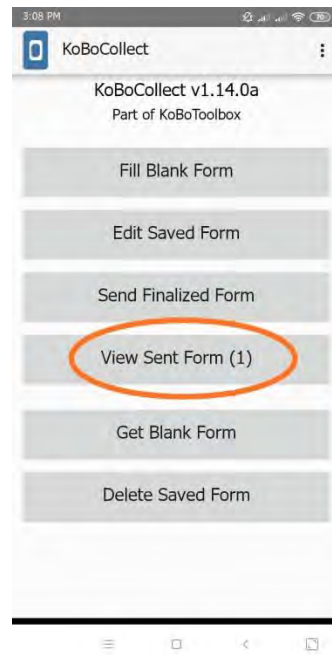 3:08 PM
70
KoBoCollect
KoBoCollect v1.14.0a
Part of KoBoToolbox
Fill Blank Form
Edit Saved Form
Send Finalized Form
View Sent Form (1)
Get Blank Form
Delete Saved Form